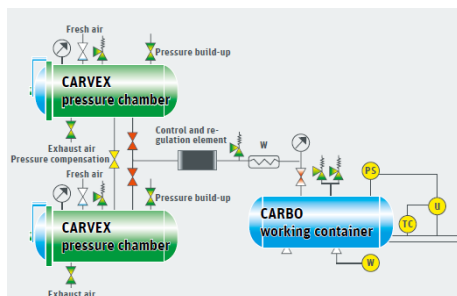 Fresh air
Pressure build-up
CARVEX
pressure chamber
Control and re-
gulation element
W
Exhaust air
Pressure compensation
Fresh air
PS
Pressure build-up
CARVEX
pressure chamber
CARBO
working container
U
TC
W
Exhaust air